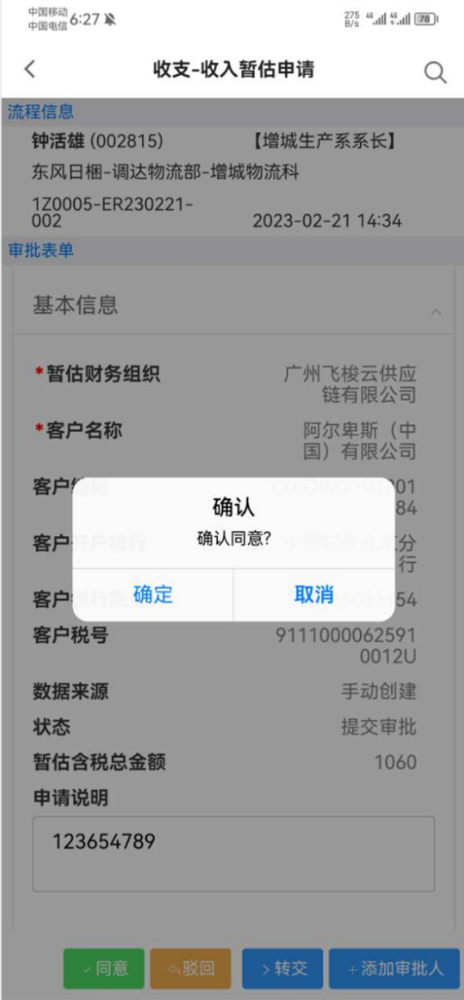 中国移动
中国电信 6:27
275 B/s 4G 4G 78
收支-收入暂估申请
流程信息
钟活雄 (002815) 【增城生产系系长】
东风日梱-调达物流部-增城物流科
1Z0005-ER230221-
002 2023-02-21 14:34
审批表单
基本信息
*暂估财务组织 广州飞梭云供应
链有限公司
*客户名称 阿尔卑斯（中
国）有限公司
客户编码 01
84
确认
确认同意?
客户开户银行 分
行
确定 取消
客户银行账 54
客户税号 9111000062591
0012U
数据来源 手动创建
状态 提交审批
暂估含税总金额 1060
申请说明
123654789
同意 驳回 转交 +添加审批人